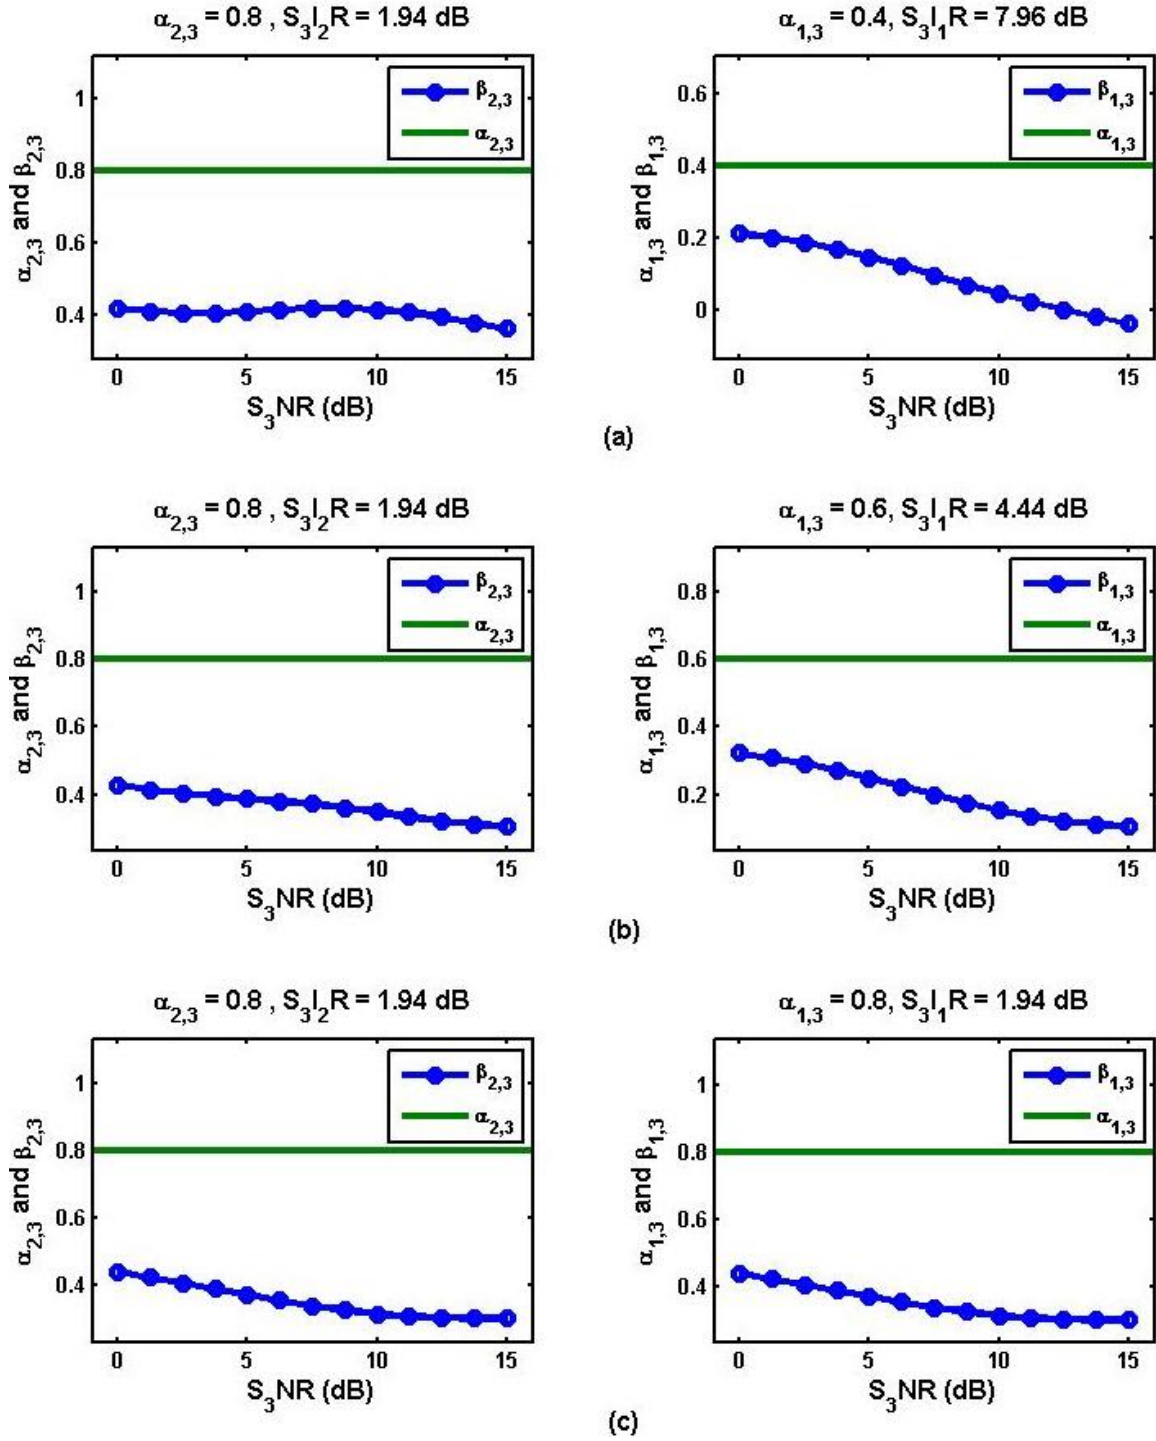 α2,3 = 0.8 , S3I2R = 1.94 dB
α2,3 and β2,3
1
0.8
0.6
0.4
β2,3
α2,3
0 5 10 15
S3NR (dB)
α1,3 = 0.4, S3I1R = 7.96 dB
α1,3 and β1,3
0.6
0.4
0.2
0
β1,3
α1,3
0 5 10 15
S3NR (dB)
(a)
α2,3 = 0.8 , S3I2R = 1.94 dB
α2,3 and β2,3
1
0.8
0.6
0.4
β2,3
α2,3
0 5 10 15
S3NR (dB)
α1,3 = 0.6, S3I1R = 4.44 dB
α1,3 and β1,3
0.8
0.6
0.4
0.2
β1,3
α1,3
0 5 10 15
S3NR (dB)
(b)
α2,3 = 0.8 , S3I2R = 1.94 dB
α2,3 and β2,3
1
0.8
0.6
0.4
β2,3
α2,3
0 5 10 15
S3NR (dB)
α1,3 = 0.8, S3I1R = 1.94 dB
α1,3 and β1,3
1
0.8
0.6
0.4
β1,3
α1,3
0 5 10 15
S3NR (dB)
(c)